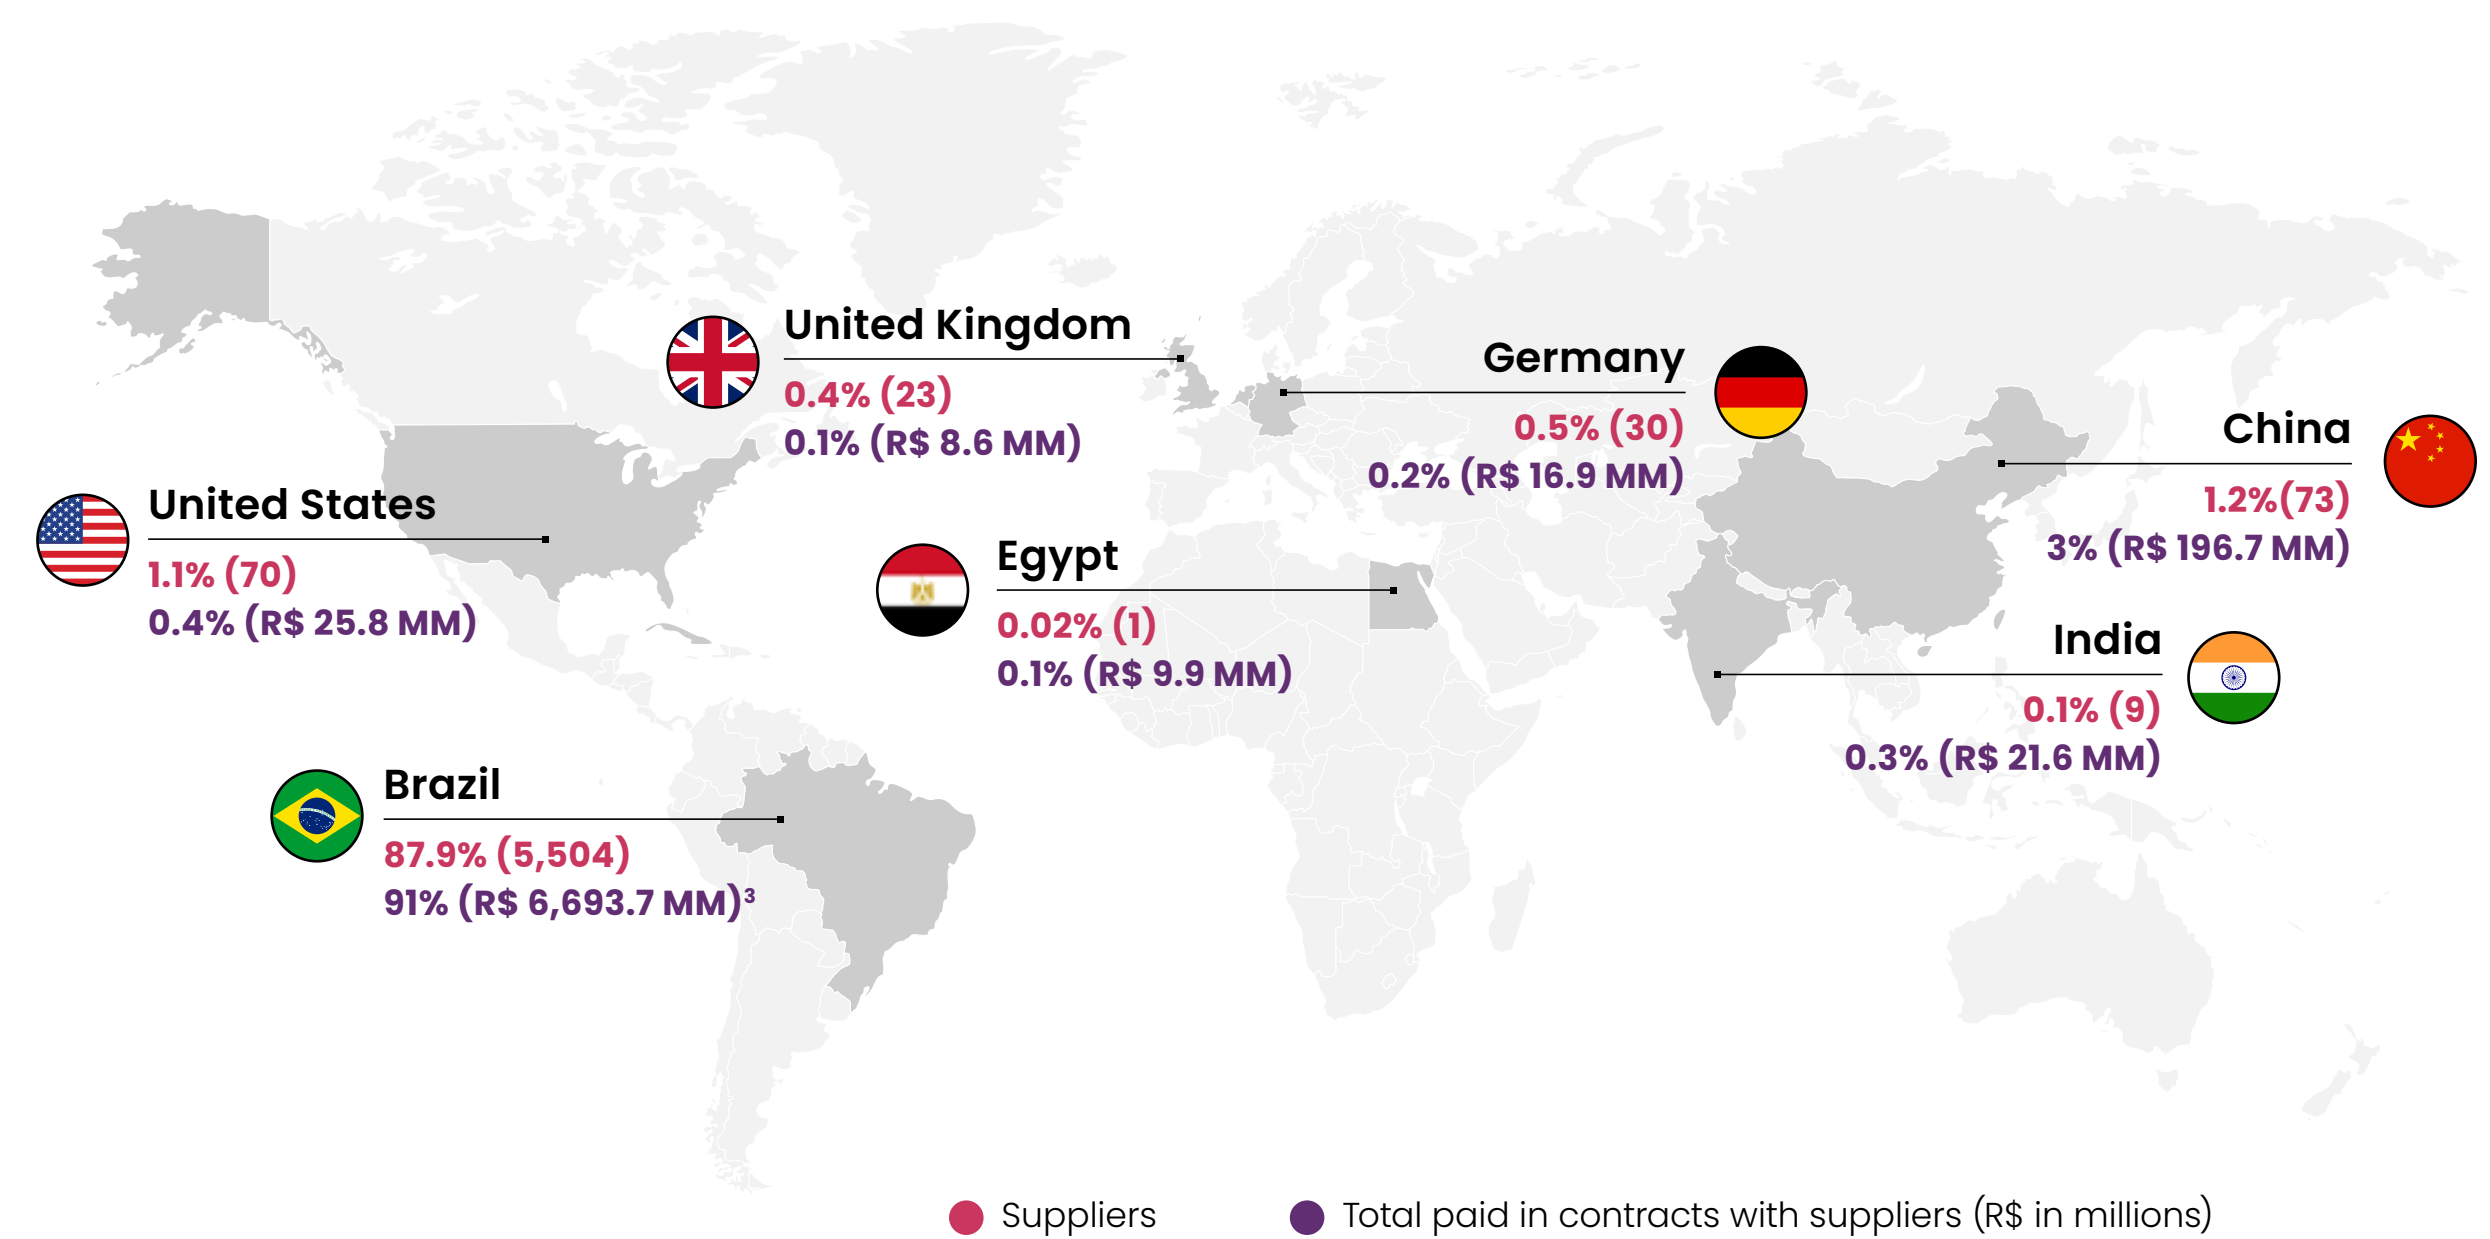 United Kingdom
0.4% (23)
0.1% (R$ 8.6 MM)
Germany
0.5% (30)
0.2% (R$ 16.9 MM)
China
1.2%(73)
3% (R$ 196.7 MM)
United States
1.1% (70)
0.4% (R$ 25.8 MM)
Egypt
0.02% (1)
0.1% (R$ 9.9 MM)
India
0.1% (9)
0.3% (R$ 21.6 MM)
Brazil
87.9% (5,504)
91% (R$ 6,693.7 MM)³
Suppliers
Total paid in contracts with suppliers (R$ in millions)